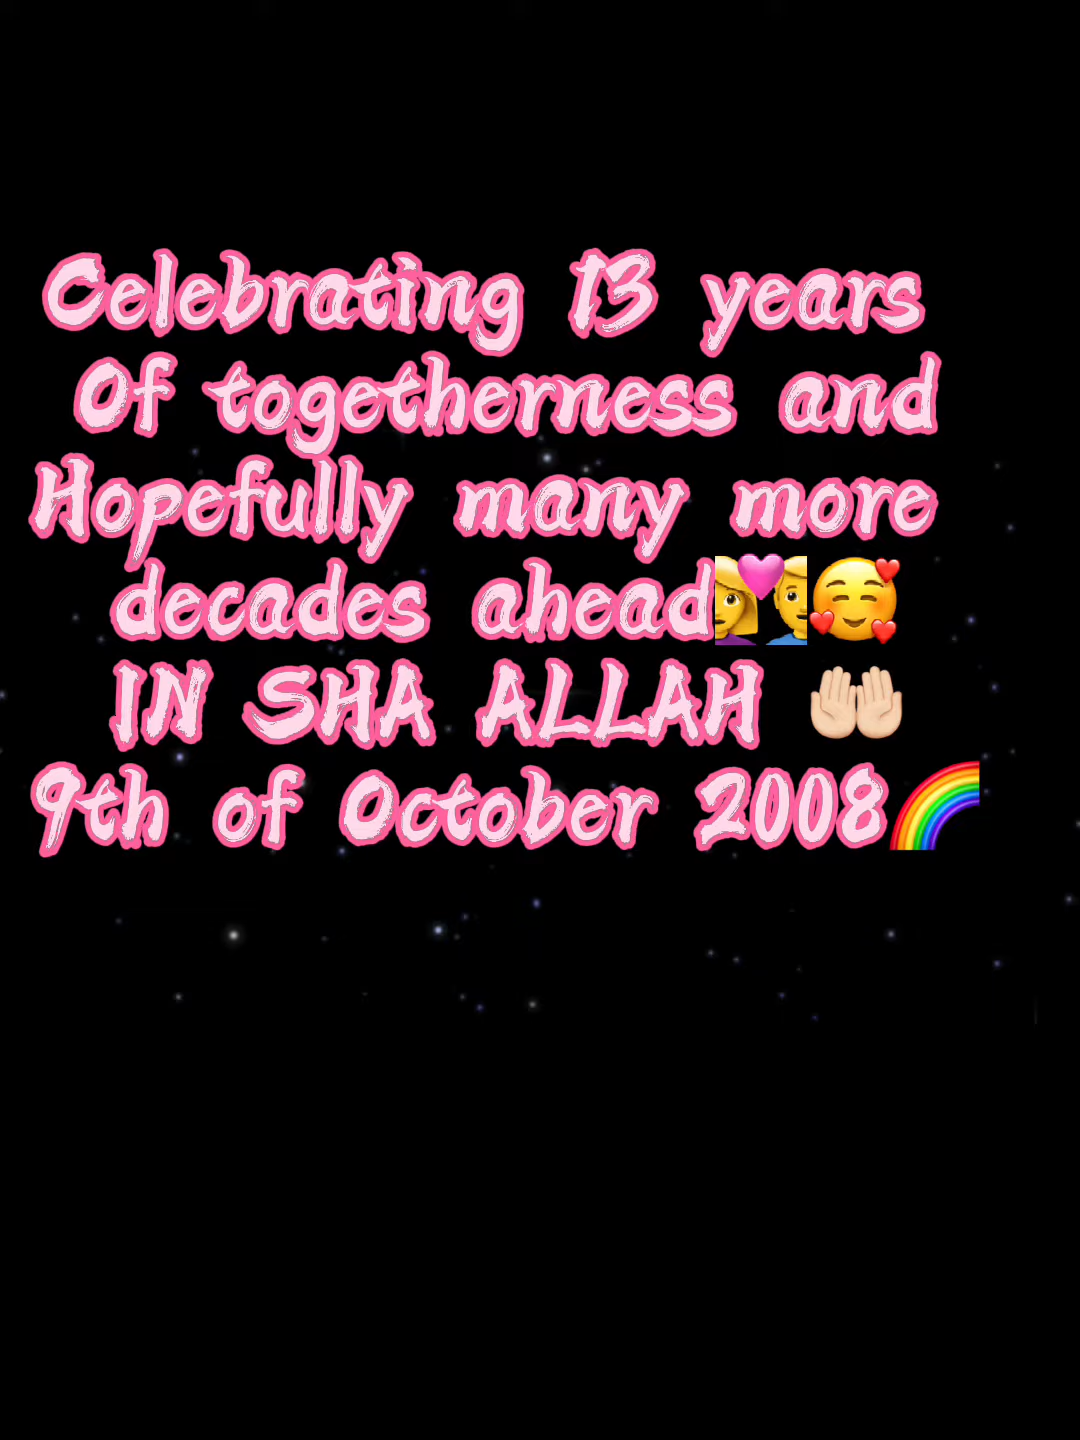 Celebrating 13 years
Of togetherness and
Hopefully many more
decades ahead💑🥰
IN SHA ALLAH 🤲🏻
9th of October 2008🌈